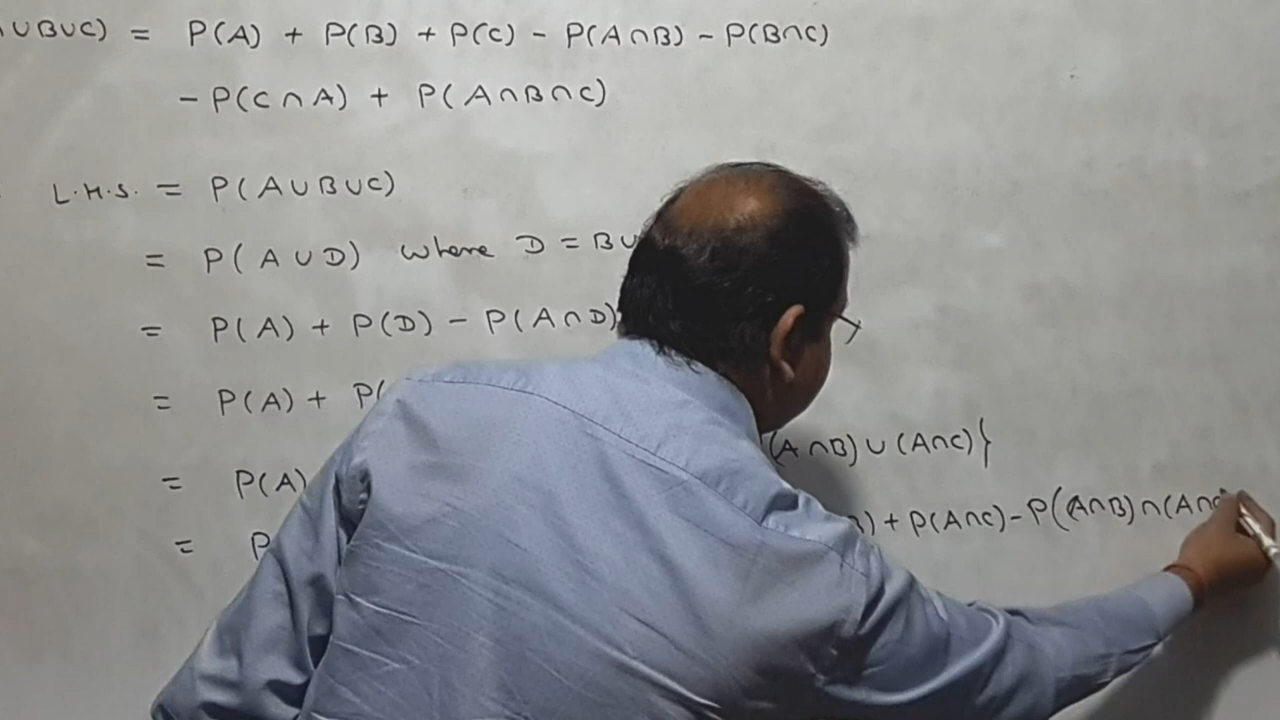 ∪B∪C) = P(A) + P(B) + P(C) - P(A∩B) - P(B∩C)
- P(C∩A) + P(A∩B∩C)
L.H.S. = P(A∪B∪C)
= P(A∪D) where D = B∪
= P(A) + P(D) - P(A∩D)
= P(A) + P(
= P(A) (A∩B)∪(A∩C)}
= P B) + P(A∩C) - P((A∩B)∩(A∩C